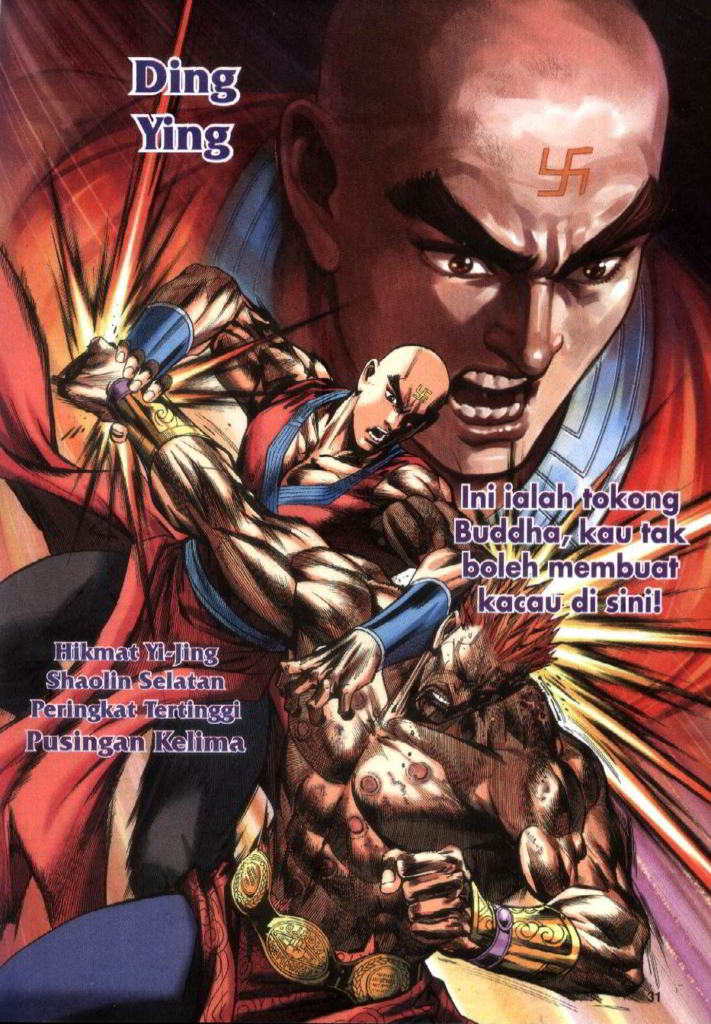 Ding
Ying
Ini ialah tokong
Buddha, kau tak
boleh membuat
kacau di sini!
Hikmat Yi-Jing
Shaolin Selatan
Peringkat Tertinggi
Pusingan Kelima
31